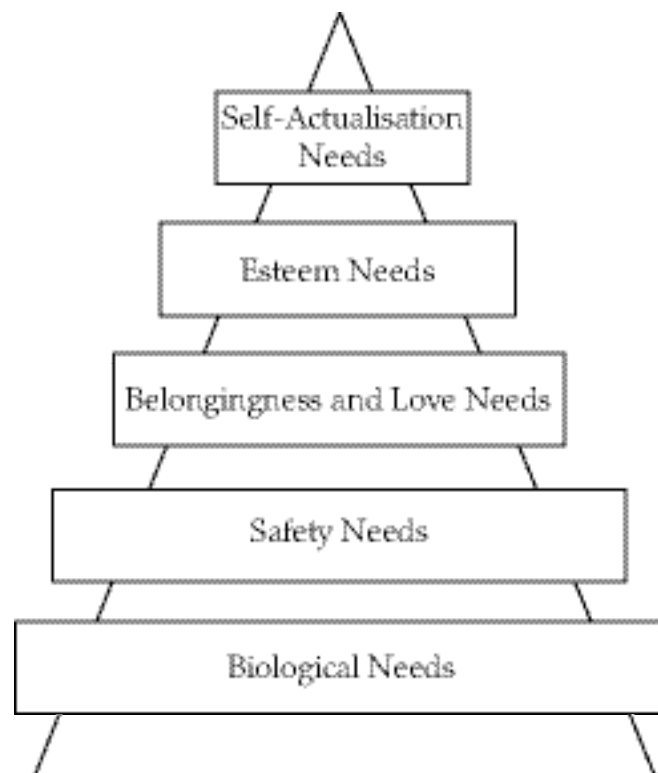 Self-Actualisation
Needs
Esteem Needs
Belongingness and Love Needs
Safety Needs
Biological Needs